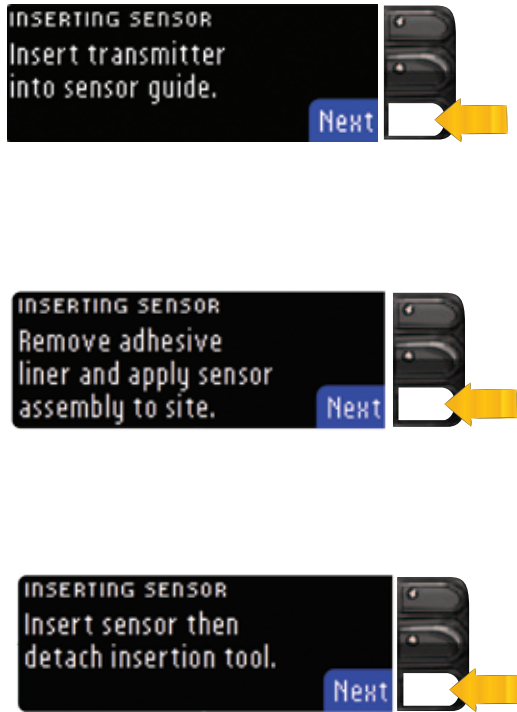 INSERTING SENSOR
Insert transmitter
into sensor guide.
Next
INSERTING SENSOR
Remove adhesive
liner and apply sensor
assembly to site.
Next
INSERTING SENSOR
Insert sensor then
detach insertion tool.
Next